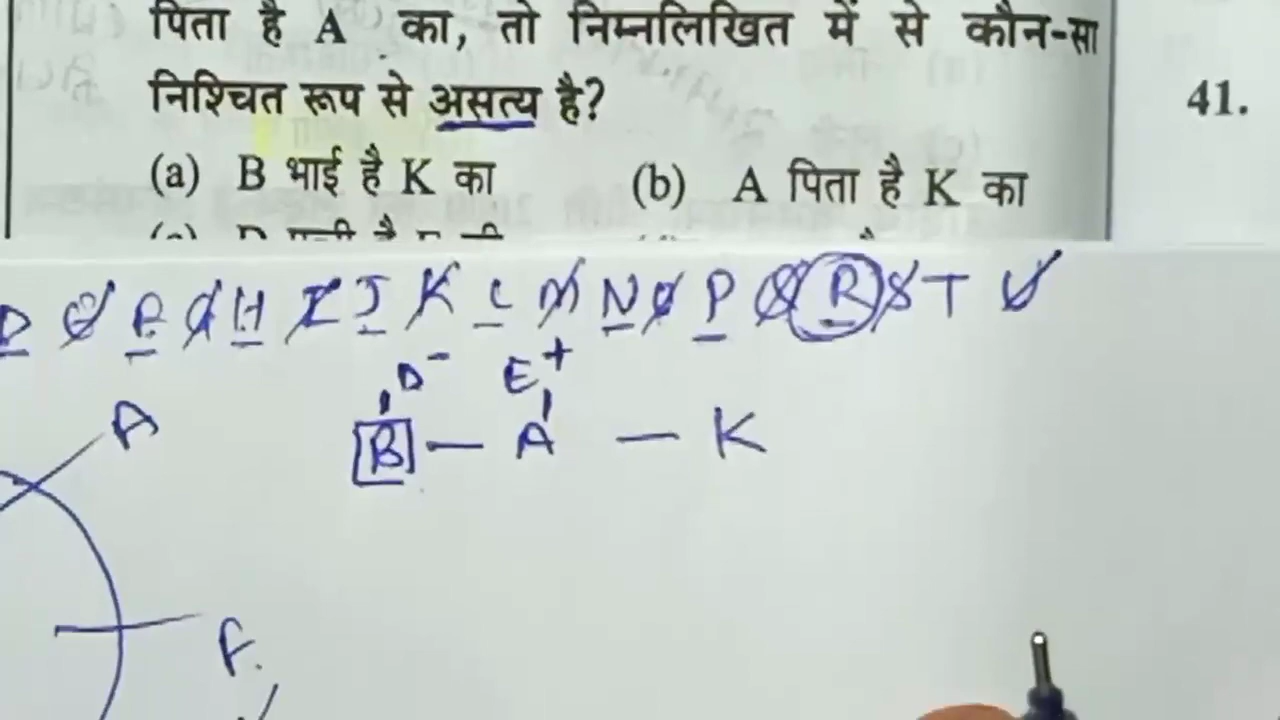 पिता है A का, तो निम्नलिखित में से कौन-सा
निश्चित रूप से असत्य है?
41.
(a) B भाई है K का (b) A पिता है K का
D H I J K L M N P R S T U
D - E +
B — A — K
A
F.